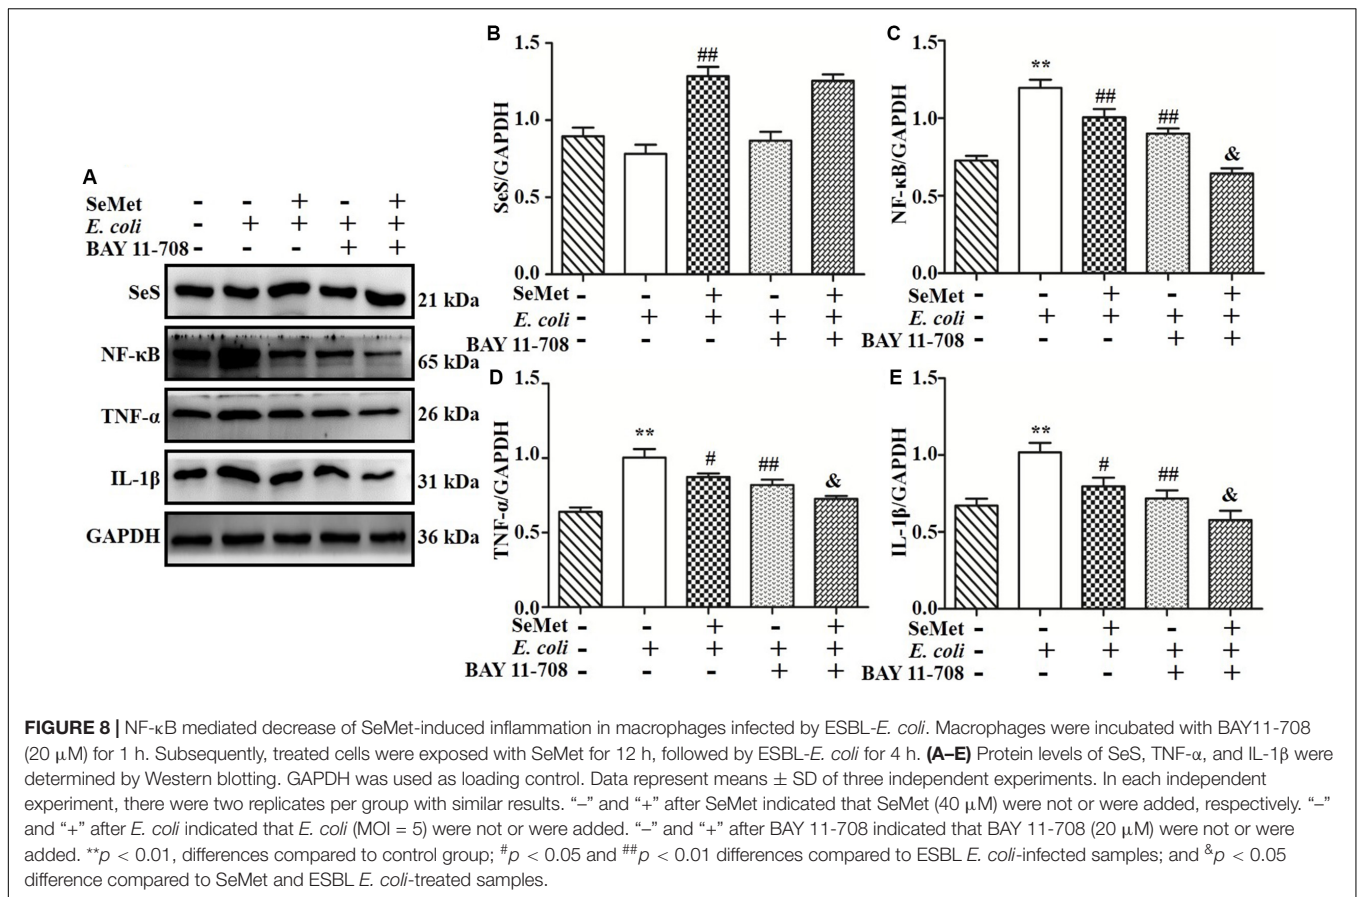 A
SeMet - - + - +
E. coli - + + + +
BAY 11-708 - - - + +
SeS 21 kDa
NF-κB 65 kDa
TNF-α 26 kDa
IL-1β 31 kDa
GAPDH 36 kDa
B
SeS/GAPDH
1.5
1.0
0.5
0.0
##
SeMet - - + - +
E. coli - + + + +
BAY 11-708 - - - + +
C
NF-κB/GAPDH
1.5
1.0
0.5
0.0
** ## ## &
SeMet - - + - +
E. coli - + + + +
BAY 11-708 - - - + +
D
TNF-α/GAPDH
1.5
1.0
0.5
0.0
** # ## &
SeMet - - + - +
E. coli - + + + +
BAY 11-708 - - - + +
E
IL-1β/GAPDH
1.5
1.0
0.5
0.0
** # ## &
SeMet - - + - +
E. coli - + + + +
BAY 11-708 - - - + +
FIGURE 8 | NF-κB mediated decrease of SeMet-induced inflammation in macrophages infected by ESBL-E. coli. Macrophages were incubated with BAY11-708
(20 μM) for 1 h. Subsequently, treated cells were exposed with SeMet for 12 h, followed by ESBL-E. coli for 4 h. (A–E) Protein levels of SeS, TNF-α, and IL-1β were
determined by Western blotting. GAPDH was used as loading control. Data represent means ± SD of three independent experiments. In each independent
experiment, there were two replicates per group with similar results. “–” and “+” after SeMet indicated that SeMet (40 μM) were not or were added, respectively. “–”
and “+” after E. coli indicated that E. coli (MOI = 5) were not or were added. “–” and “+” after BAY 11-708 indicated that BAY 11-708 (20 μM) were not or were
added. **p < 0.01, differences compared to control group; #p < 0.05 and ##p < 0.01 differences compared to ESBL E. coli-infected samples; and &p < 0.05
difference compared to SeMet and ESBL E. coli-treated samples.